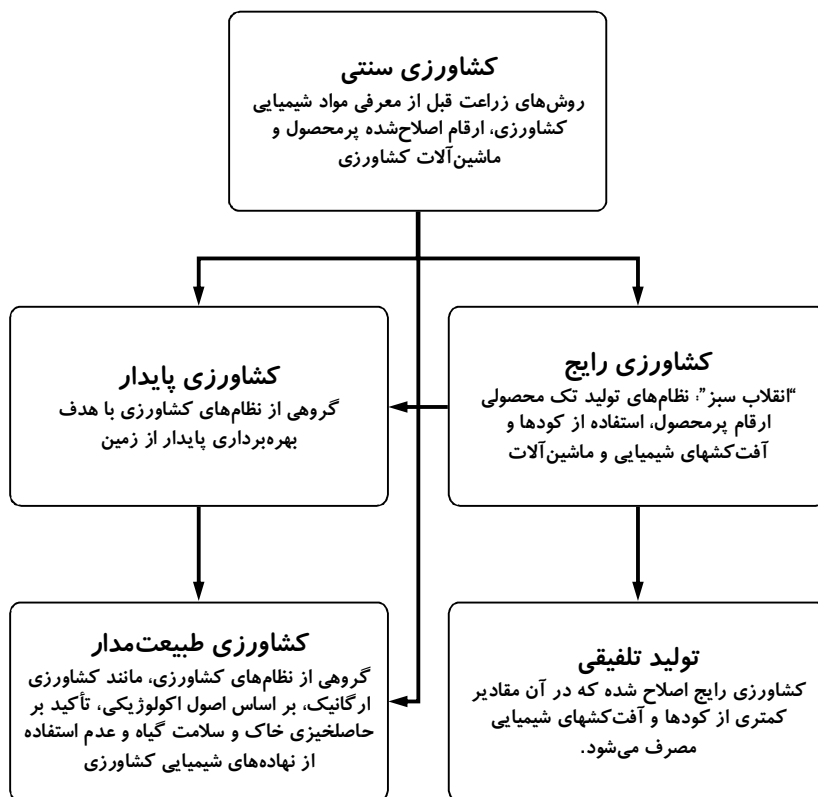 کشاورزی سنتی
روش‌های زراعت قبل از معرفی مواد شیمیایی
کشاورزی، ارقام اصلاح‌شده پرمحصول و
ماشین‌آلات کشاورزی
کشاورزی رایج
“انقلاب سبز”: نظام‌های تولید تک محصولی
ارقام پرمحصول، استفاده از کودها و
آفت‌کشهای شیمیایی و ماشین‌آلات
کشاورزی پایدار
گروهی از نظام‌های کشاورزی با هدف
بهره‌برداری پایدار از زمین
تولید تلفیقی
کشاورزی رایج اصلاح شده که در آن مقادیر
کمتری از کودها و آفت‌کشهای شیمیایی
مصرف می‌شود.
کشاورزی طبیعت‌مدار
گروهی از نظام‌های کشاورزی، مانند کشاورزی
ارگانیک، بر اساس اصول اکولوژیکی، تأکید بر
حاصلخیزی خاک و سلامت گیاه و عدم استفاده
از نهاده‌های شیمیایی کشاورزی